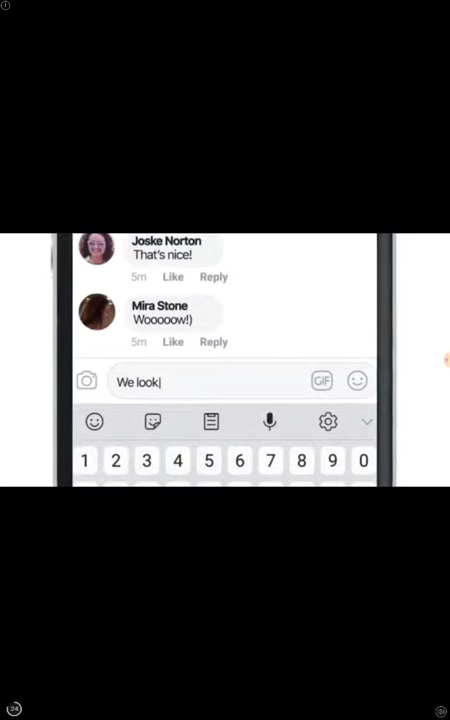 Joske Norton
That's nice!
5m Like Reply
Mira Stone
Wooooow!)
5m Like Reply
We look
GIF
1 2 3 4 5 6 7 8 9 0
24